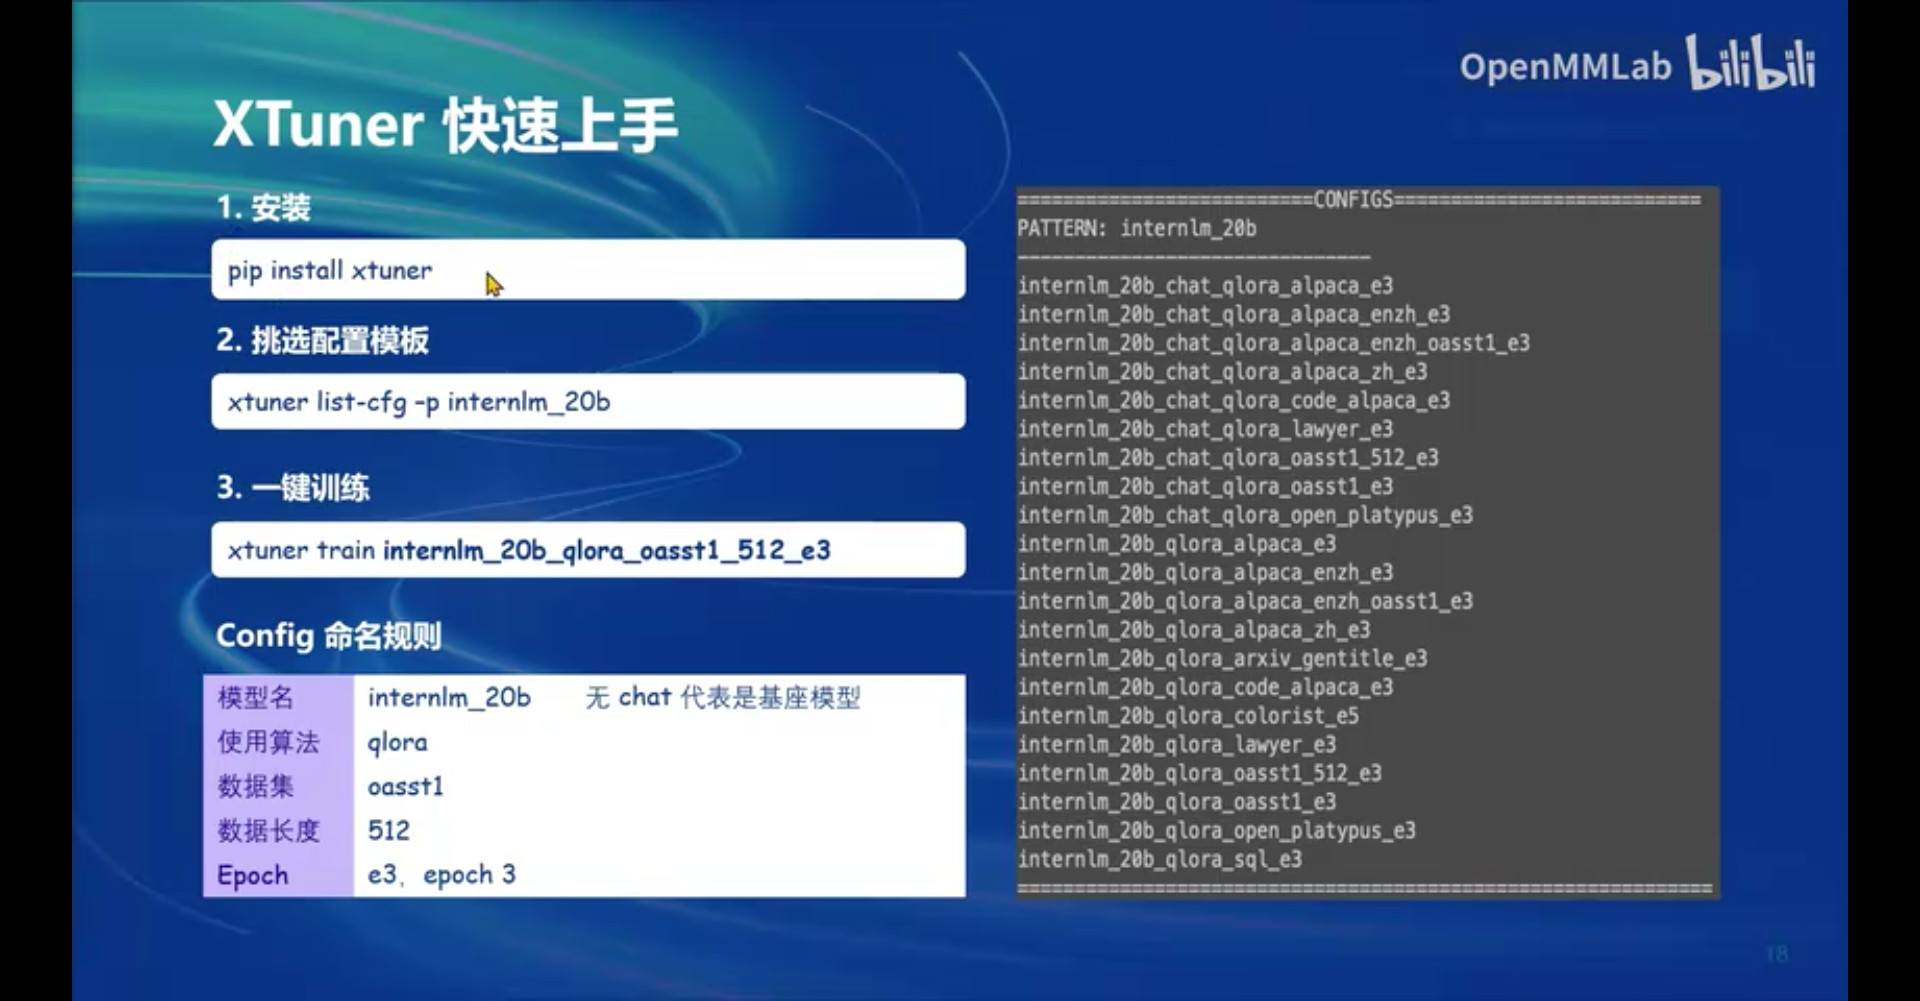 OpenMMLab bilibili
XTuner 快速上手
1. 安装
pip install xtuner
2. 挑选配置模板
xtuner list-cfg -p internlm_20b
3. 一键训练
xtuner train internlm_20b_qlora_oasst1_512_e3
Config 命名规则
模型名 internlm_20b 无 chat 代表是基座模型
使用算法 qlora
数据集 oasst1
数据长度 512
Epoch e3, epoch 3
==========================CONFIGS===========================
PATTERN: internlm_20b
-------------------------------
internlm_20b_chat_qlora_alpaca_e3
internlm_20b_chat_qlora_alpaca_enzh_e3
internlm_20b_chat_qlora_alpaca_enzh_oasst1_e3
internlm_20b_chat_qlora_alpaca_zh_e3
internlm_20b_chat_qlora_code_alpaca_e3
internlm_20b_chat_qlora_lawyer_e3
internlm_20b_chat_qlora_oasst1_512_e3
internlm_20b_chat_qlora_oasst1_e3
internlm_20b_chat_qlora_open_platypus_e3
internlm_20b_qlora_alpaca_e3
internlm_20b_qlora_alpaca_enzh_e3
internlm_20b_qlora_alpaca_enzh_oasst1_e3
internlm_20b_qlora_alpaca_zh_e3
internlm_20b_qlora_arxiv_gentitle_e3
internlm_20b_qlora_code_alpaca_e3
internlm_20b_qlora_colorist_e5
internlm_20b_qlora_lawyer_e3
internlm_20b_qlora_oasst1_512_e3
internlm_20b_qlora_oasst1_e3
internlm_20b_qlora_open_platypus_e3
internlm_20b_qlora_sql_e3
=============================================================
18